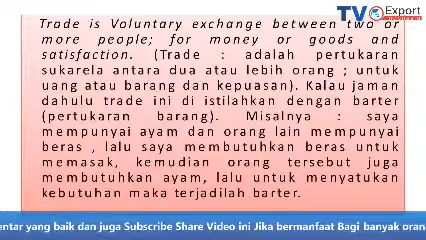 TV Export
Trade is Voluntary exchange between two or
more people; for money or goods and
satisfaction. (Trade : adalah pertukaran
sukarela antara dua atau lebih orang ; untuk
uang atau barang dan kepuasan). Kalau jaman
dahulu trade ini di istilahkan dengan barter
(pertukaran barang). Misalnya : saya
mempunyai ayam dan orang lain mempunyai
beras , lalu saya membutuhkan beras untuk
memasak, kemudian orang tersebut juga
membutuhkan ayam, lalu untuk menyatukan
kebutuhan maka terjadilah barter.
entar yang baik dan juga Subscribe Share Video ini Jika bermanfaat Bagi banyak oran